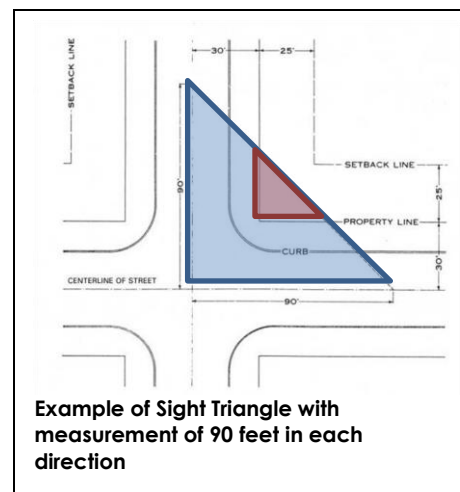 30'
25'
SETBACK LINE
90'
SETBACK LINE
25'
PROPERTY LINE
CURB
30'
CENTERLINE OF STREET
90'
Example of Sight Triangle with
measurement of 90 feet in each
direction